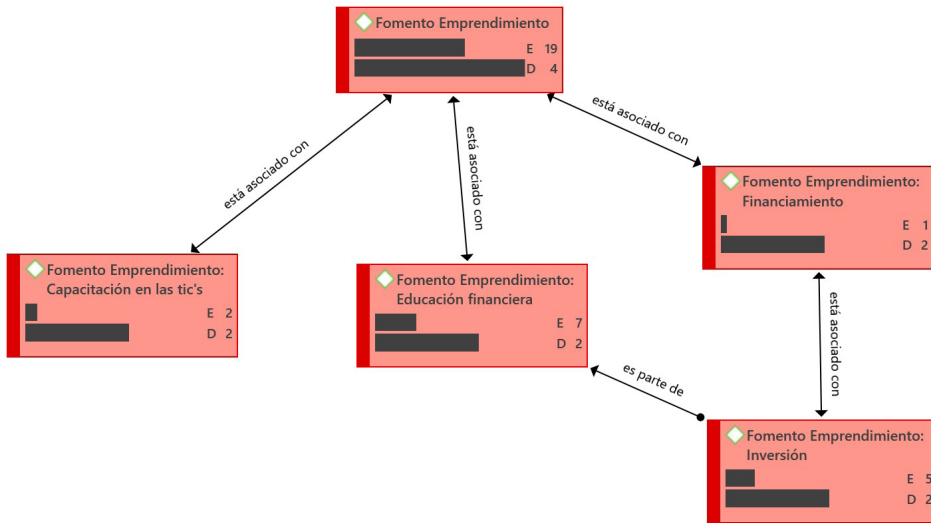 Fomento Emprendimiento
E 19
D 4
está asociado con
está asociado con
está asociado con
Fomento Emprendimiento:
Financiamiento
E 1
D 2
Fomento Emprendimiento:
Capacitación en las tic's
E 2
D 2
Fomento Emprendimiento:
Educación financiera
E 7
D 2
está asociado con
es parte de
Fomento Emprendimiento:
Inversión
E 5
D 2